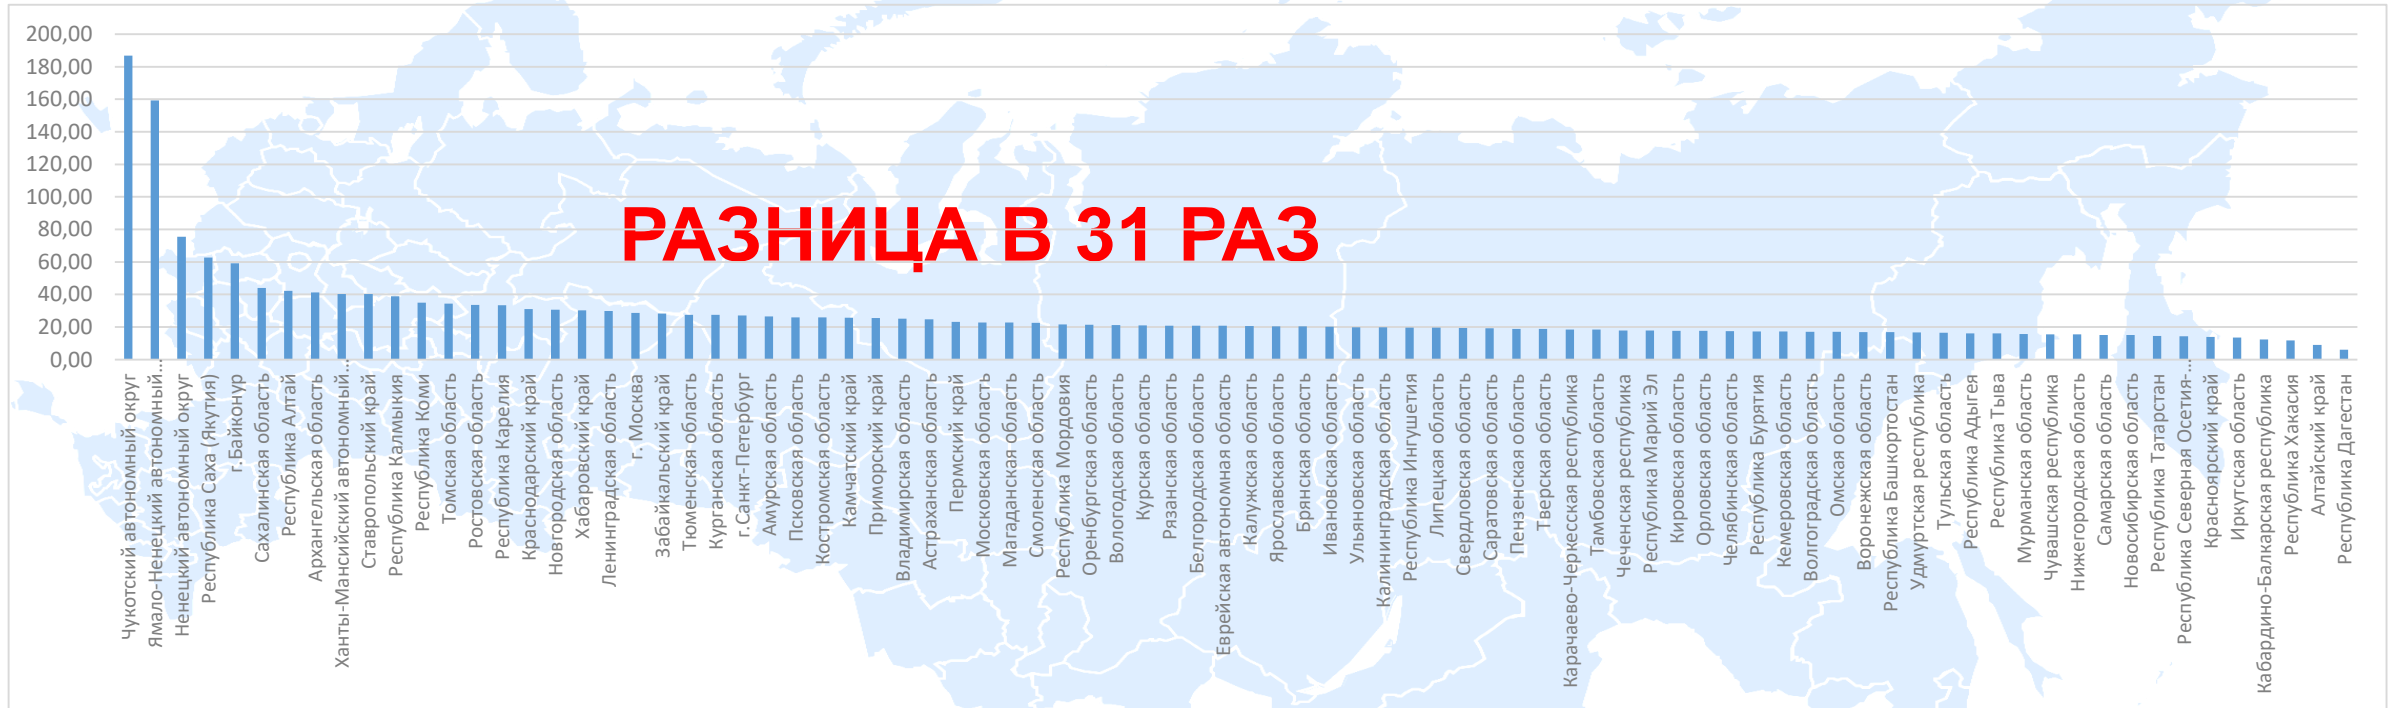 200,00
180,00
160,00
140,00
120,00
100,00
80,00
60,00
40,00
20,00
0,00
РАЗНИЦА В 31 РАЗ
Чукотский автономный округ
Ямало-Ненецкий автономный…
Ненецкий автономный округ
Республика Саха (Якутия)
г.Байконур
Сахалинская область
Республика Алтай
Архангельская область
Ханты-Мансийский автономный…
Ставропольский край
Республика Калмыкия
Республика Коми
Томская область
Ростовская область
Республика Карелия
Краснодарский край
Новгородская область
Хабаровский край
Ленинградская область
г. Москва
Забайкальский край
Тюменская область
Курганская область
г.Санкт-Петербург
Амурская область
Псковская область
Костромская область
Камчатский край
Приморский край
Владимирская область
Астраханская область
Пермский край
Московская область
Магаданская область
Смоленская область
Республика Мордовия
Оренбургская область
Вологодская область
Курская область
Рязанская область
Белгородская область
Еврейская автономная область
Калужская область
Ярославская область
Брянская область
Ивановская область
Ульяновская область
Калининградская область
Республика Ингушетия
Липецкая область
Свердловская область
Саратовская область
Пензенская область
Тверская область
Карачаево-Черкесская республика
Тамбовская область
Чеченская республика
Республика Марий Эл
Кировская область
Орловская область
Челябинская область
Республика Бурятия
Кемеровская область
Волгоградская область
Омская область
Воронежская область
Республика Башкортостан
Удмуртская республика
Тульская область
Республика Адыгея
Республика Тыва
Мурманская область
Чувашская республика
Нижегородская область
Самарская область
Новосибирская область
Республика Татарстан
Республика Северная Осетия-…
Красноярский край
Иркутская область
Кабардино-Балкарская республика
Республика Хакасия
Алтайский край
Республика Дагестан